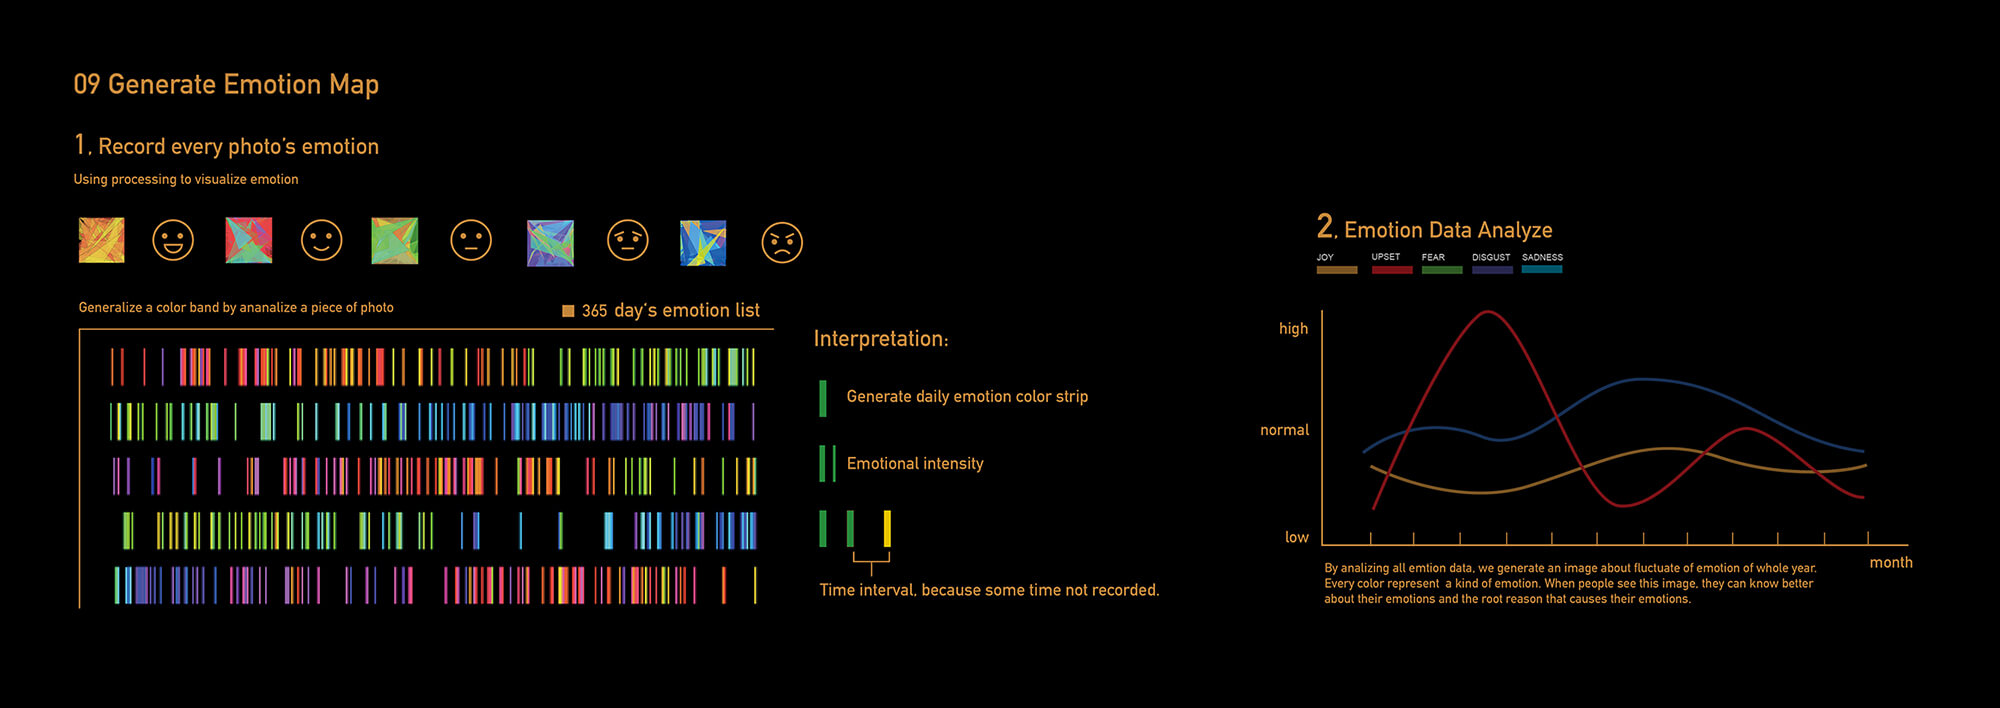 09 Generate Emotion Map
1. Record every photo's emotion
Using processing to visualize emotion
Generalize a color band by ananalize a piece of photo
365 day's emotion list
Interpretation:
Generate daily emotion color strip
Emotional intensity
Time interval, because some time not recorded.
2. Emotion Data Analyze
JOY UPSET FEAR DISGUST SADNESS
high
normal
low
month
By analizing all emtion data, we generate an image about fluctuate of emotion of whole year.
Every color represent a kind of emotion. When people see this image, they can know better
about their emotions and the root reason that causes their emotions.